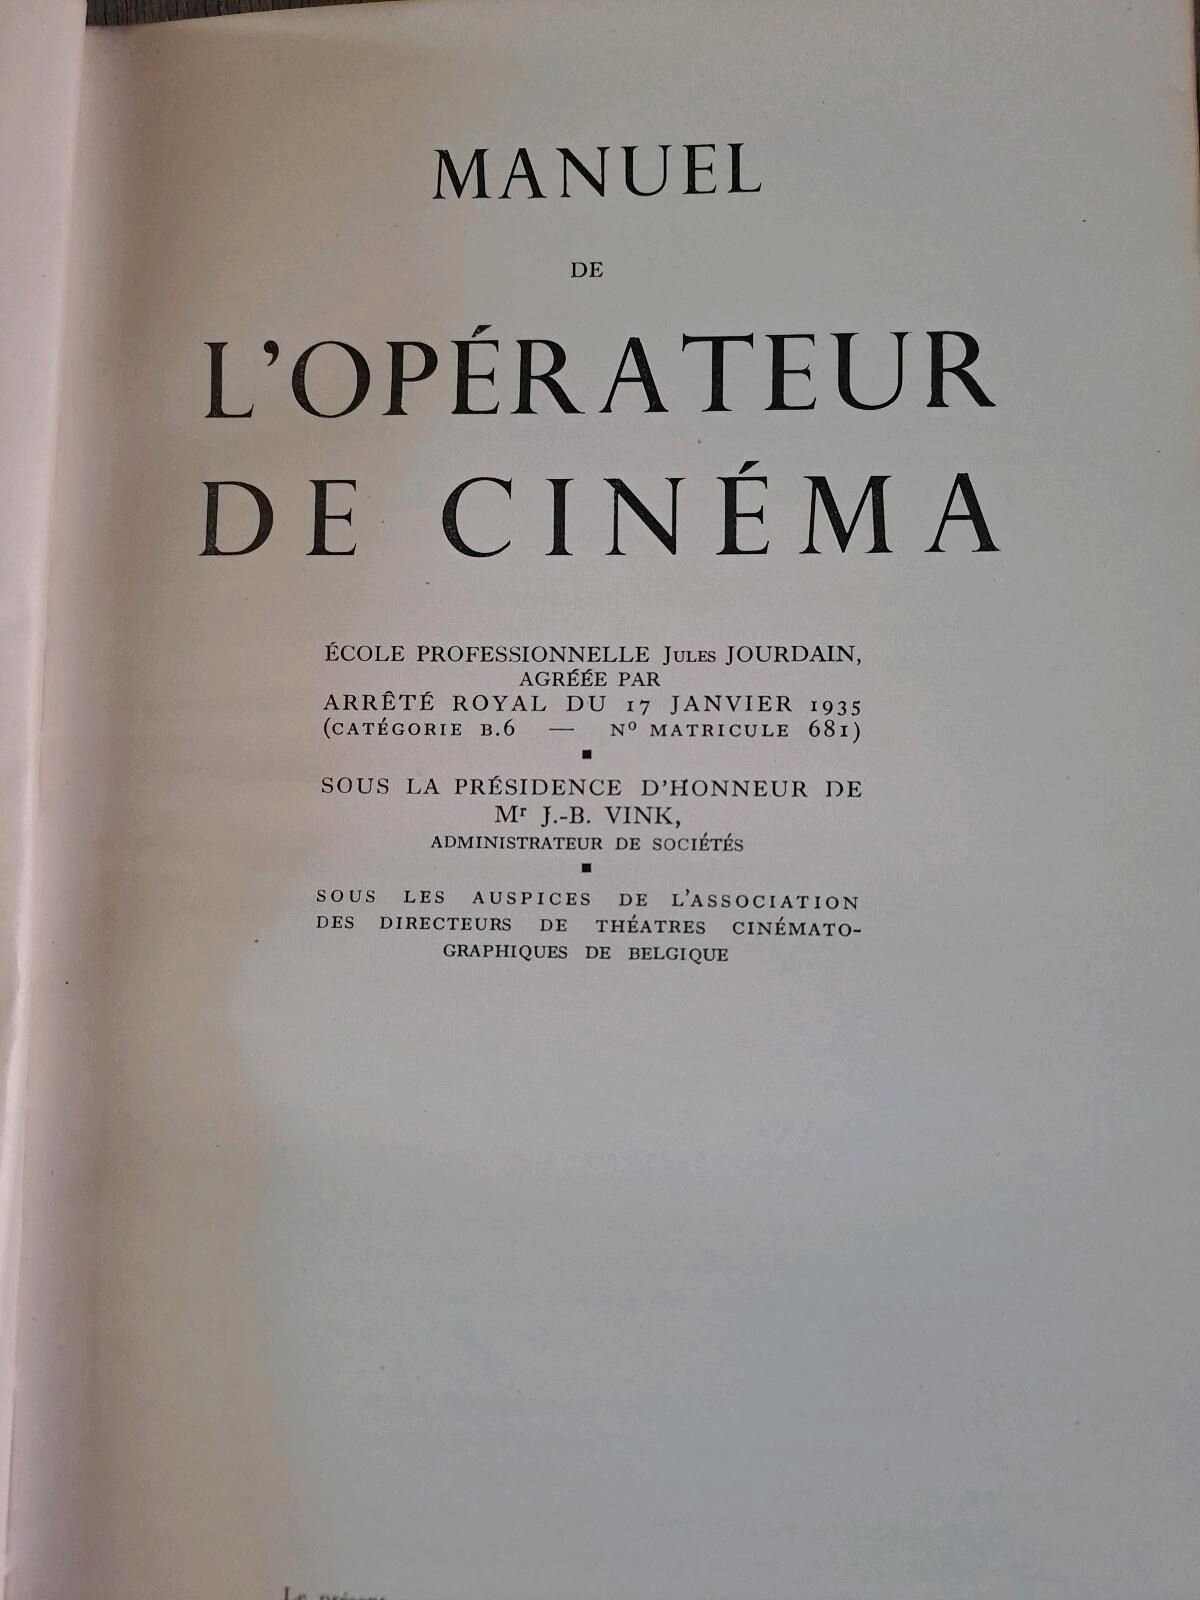 MANUEL
DE
L'OPÉRATEUR
DE CINÉMA
ÉCOLE PROFESSIONNELLE JULES JOURDAIN,
AGRÉÉE PAR
ARRÊTÉ ROYAL DU 17 JANVIER 1935
(CATÉGORIE B.6 — Nº MATRICULE 681)
SOUS LA PRÉSIDENCE D'HONNEUR DE
Mr J.-B. VINK,
ADMINISTRATEUR DE SOCIÉTÉS
SOUS LES AUSPICES DE L'ASSOCIATION
DES DIRECTEURS DE THÉATRES CINÉMATO-
GRAPHIQUES DE BELGIQUE
Le présent